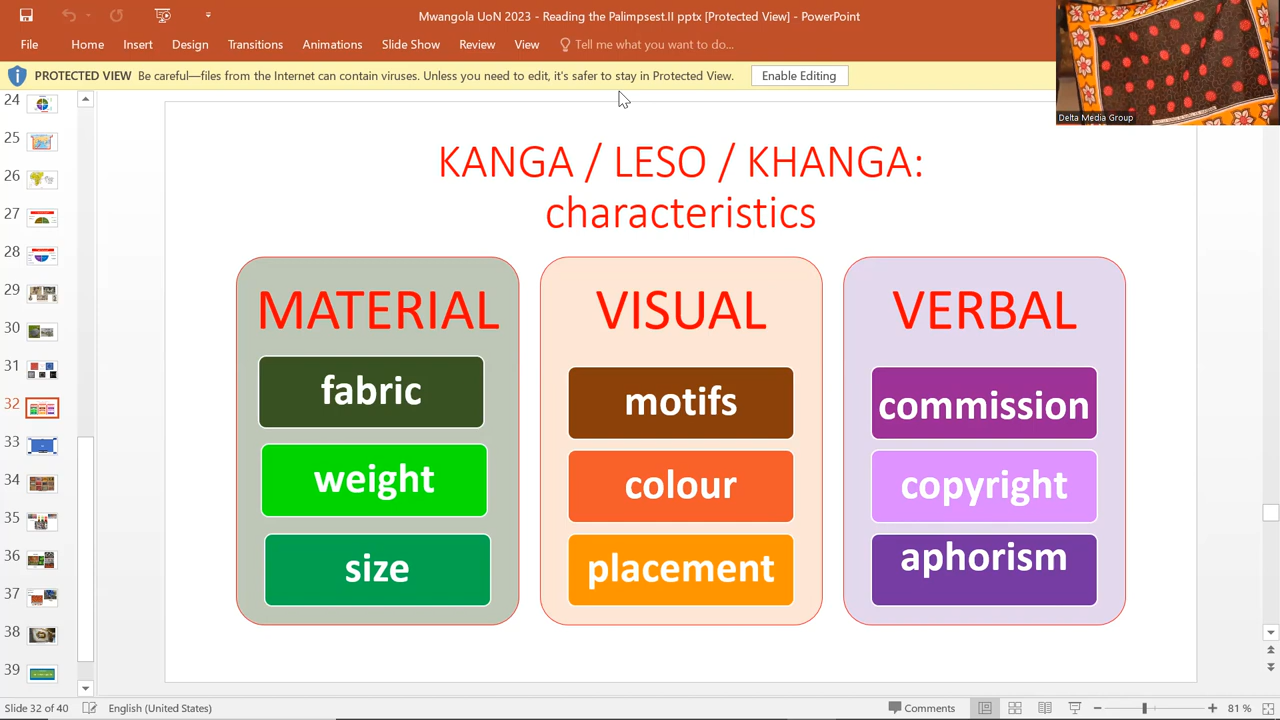 Mwangola UoN 2023 - Reading the Palimpsest.II pptx [Protected View] - PowerPoint
File Home Insert Design Transitions Animations Slide Show Review View Tell me what you want to do...
PROTECTED VIEW Be careful—files from the Internet can contain viruses. Unless you need to edit, it's safer to stay in Protected View. Enable Editing
Delta Media Group
24
25
26
27
28
29
30
31
32
33
34
35
36
37
38
39
KANGA / LESO / KHANGA:
characteristics
MATERIAL
fabric
weight
size
VISUAL
motifs
colour
placement
VERBAL
commission
copyright
aphorism
Slide 32 of 40 English (United States) Comments 81 %